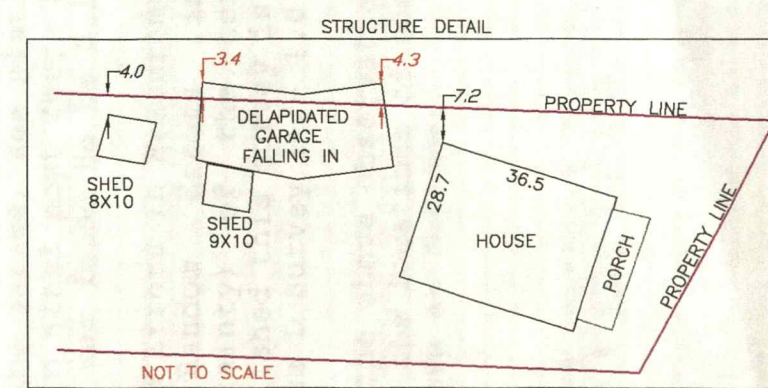 STRUCTURE DETAIL
4.0
3.4
4.3
7.2
PROPERTY LINE
DELAPIDATED
GARAGE
FALLING IN
SHED
8X10
SHED
9X10
28.7
36.5
HOUSE
PORCH
PROPERTY LINE
NOT TO SCALE